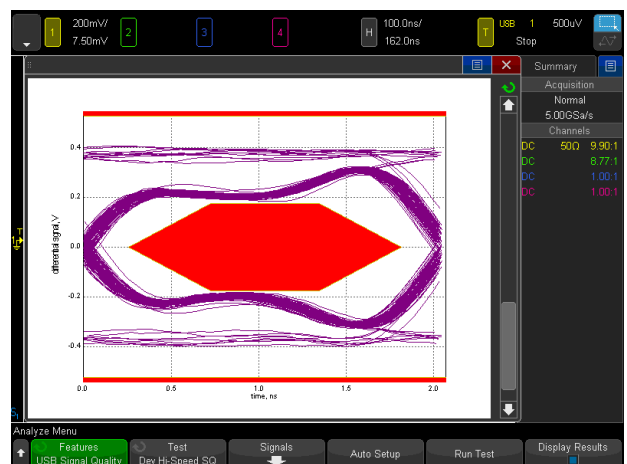 200mV/
7.50mV
1
2
3
4
H
100.0ns/
162.0ns
T
USB 1 500uV
Stop
Summary
Acquisition
Normal
5.00GSa/s
Channels
DC 50Ω 9.90:1
DC 8.77:1
DC 1.00:1
DC 1.00:1
0.4
0.2
0.0
-0.2
-0.4
differential signal, V
0.0 0.5 1.0 1.5 2.0
time, ns
T
1
S1
Analyze Menu
Features
USB Signal Quality
Test
Dev Hi-Speed SQ
Signals
Auto Setup
Run Test
Display Results